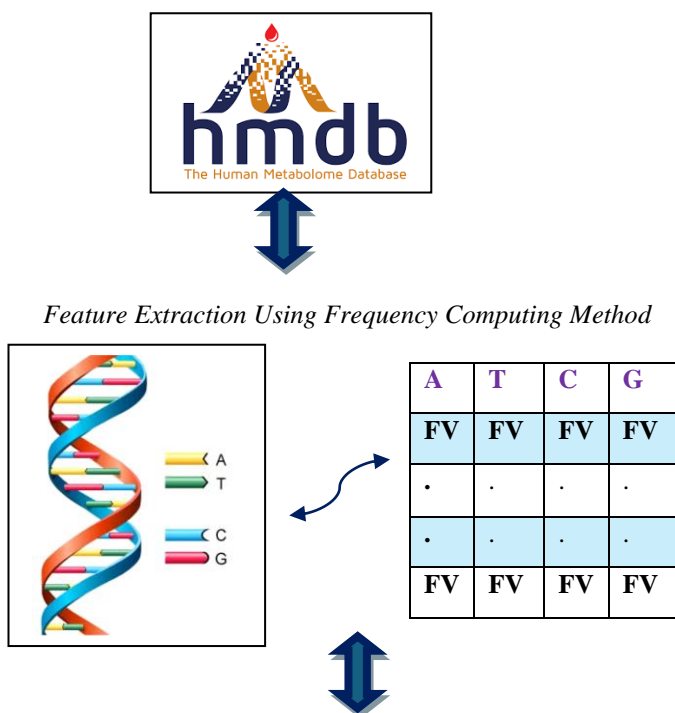 hmdb
The Human Metabolome Database
Feature Extraction Using Frequency Computing Method
A
T
C
G
A T C G
FV FV FV FV
. . . .
. . . .
FV FV FV FV